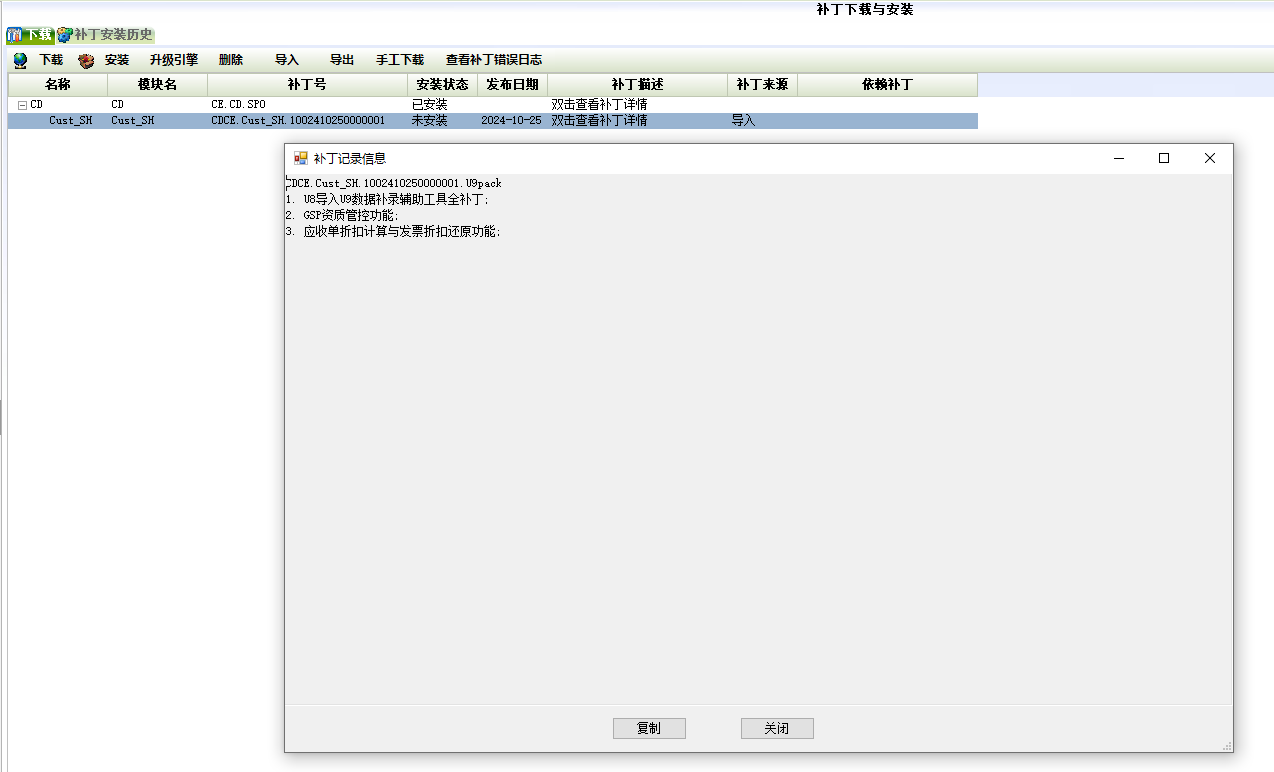 补丁下载与安装
下载 补丁安装历史
下载 安装 升级引擎 删除 导入 导出 手工下载 查看补丁错误日志
名称 模块名 补丁号 安装状态 发布日期 补丁描述 补丁来源 依赖补丁
CD CD CE.CD.SP0 已安装 双击查看补丁详情
Cust_SH Cust_SH CDCE.Cust_SH.1002410250000001 未安装 2024-10-25 双击查看补丁详情 导入
补丁记录信息
CDCE.Cust_SH.1002410250000001.U9pack
1. U8导入U9数据补录辅助工具全补丁;
2. GSP资质管控功能;
3. 应收单折扣计算与发票折扣还原功能;
复制 关闭